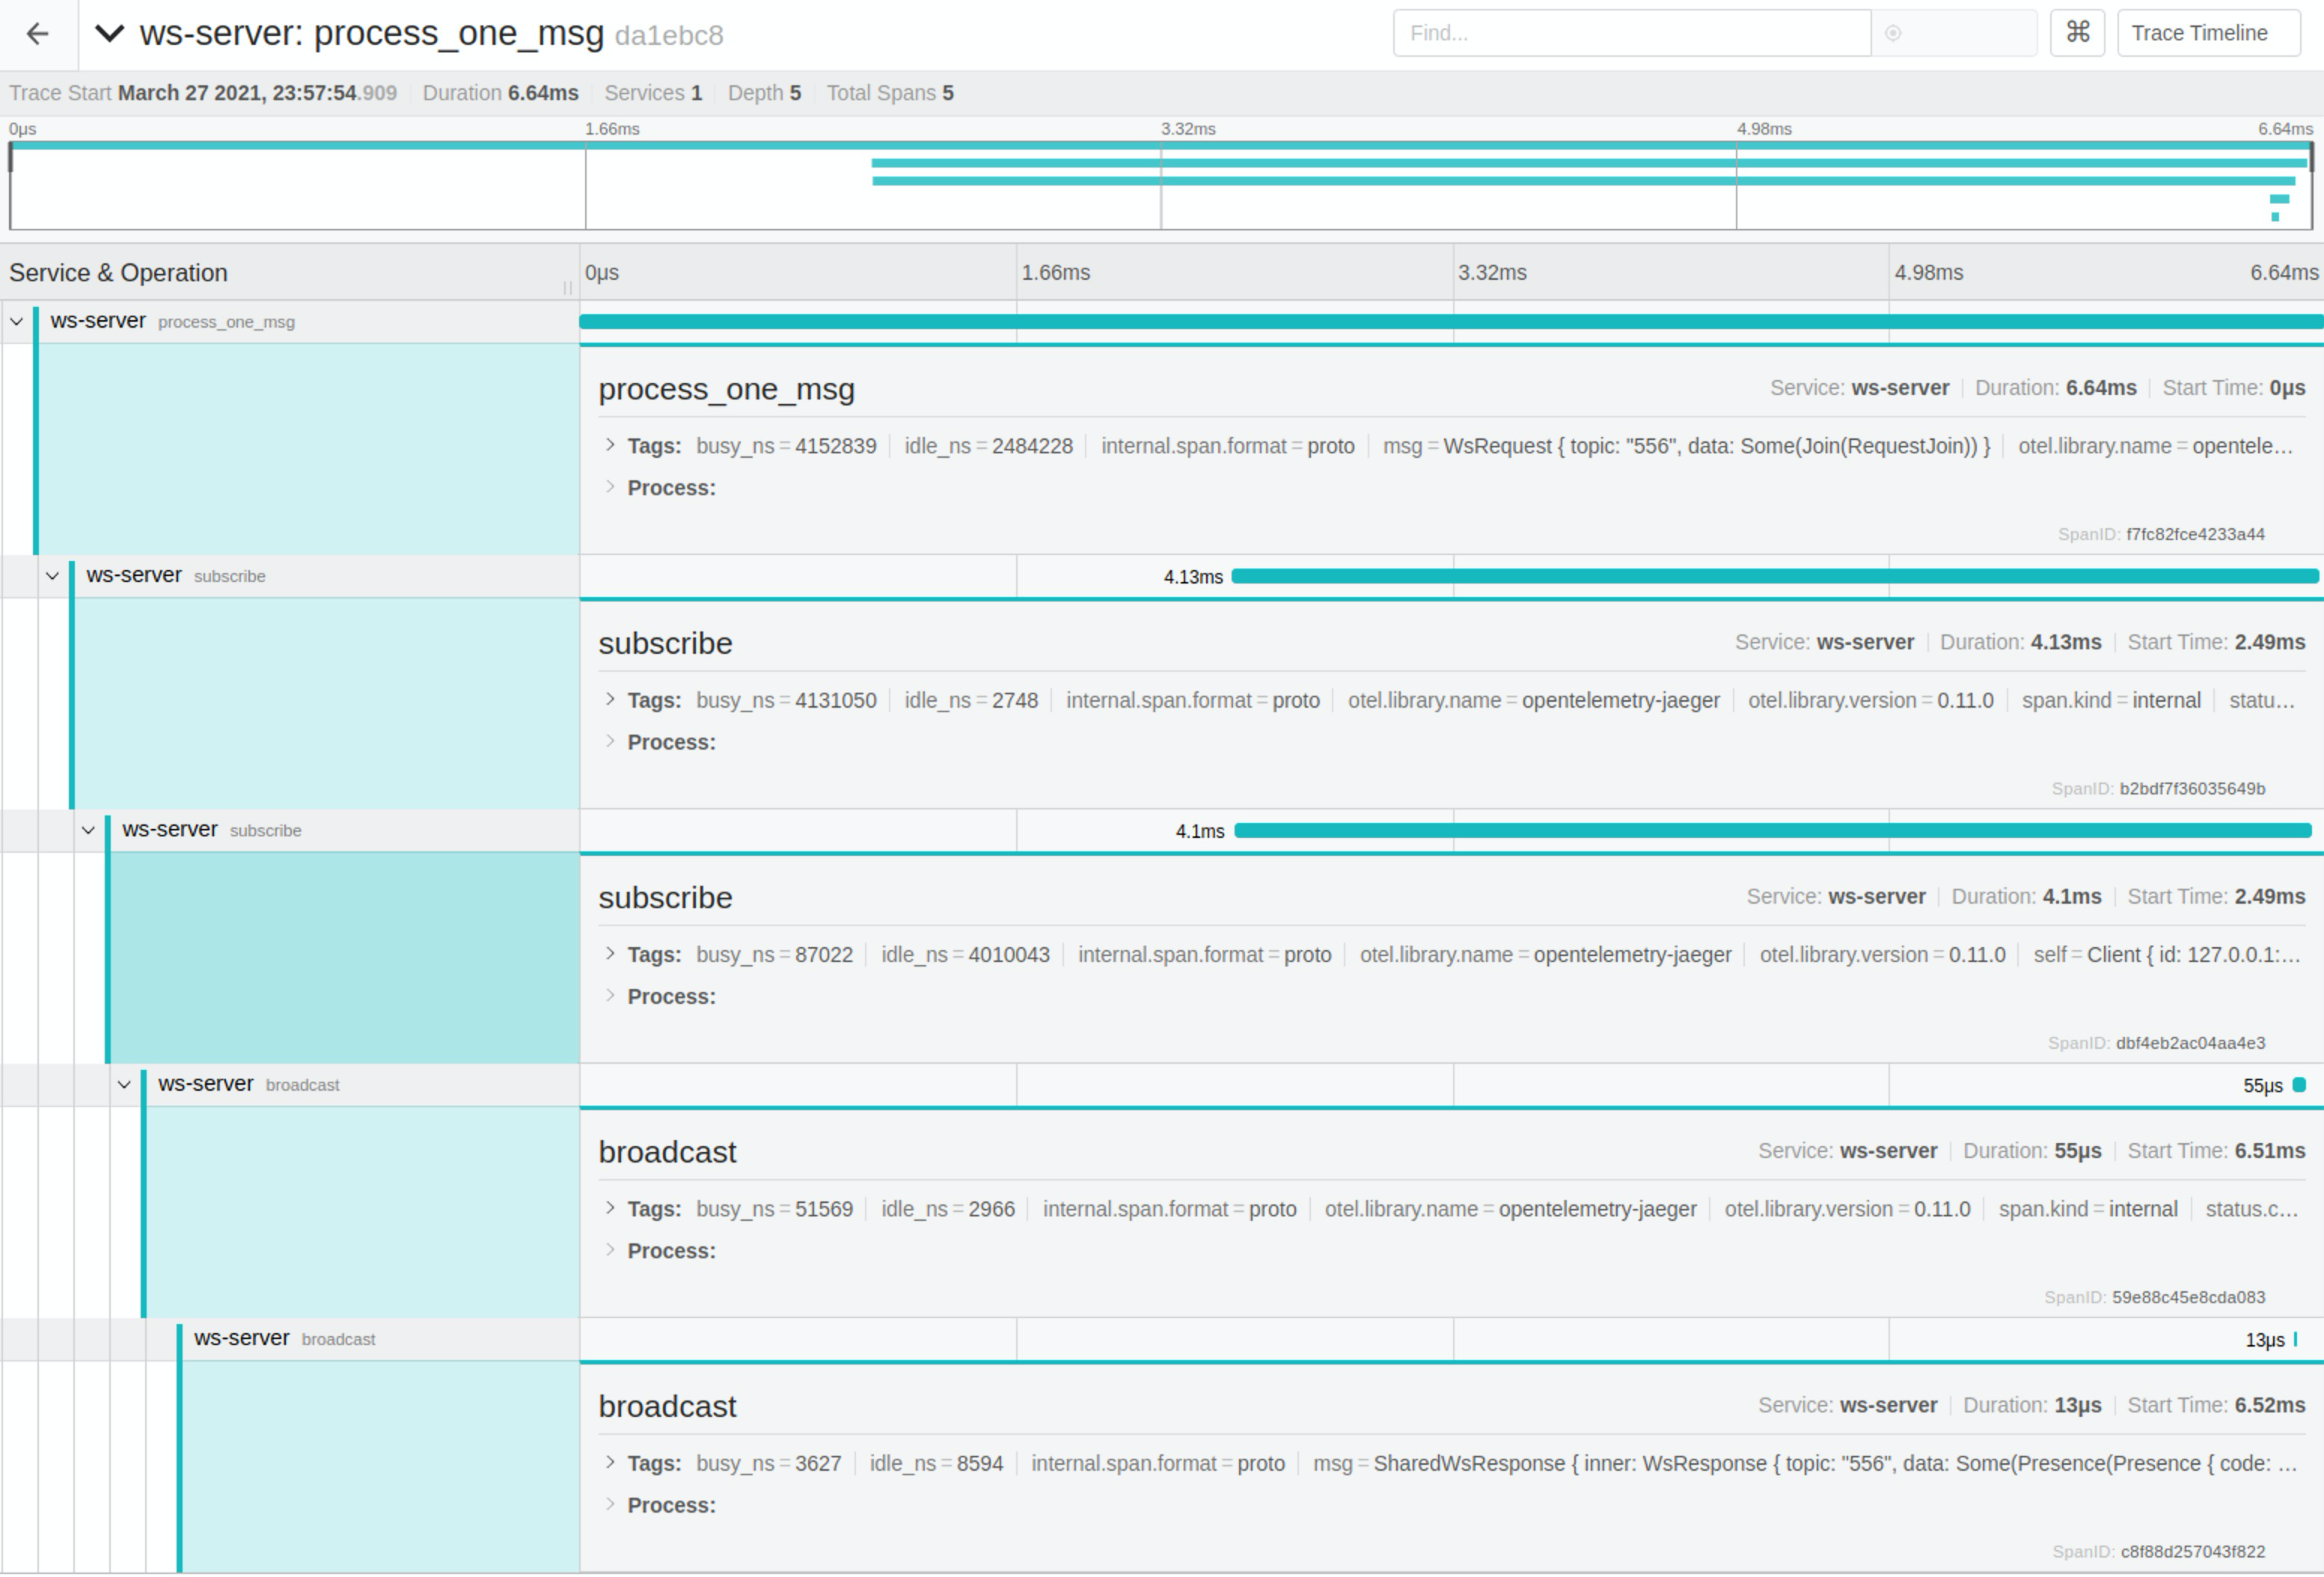 ws-server: process_one_msg da1ebc8 Find... ⌘ Trace Timeline
Trace Start March 27 2021, 23:57:54.909 Duration 6.64ms Services 1 Depth 5 Total Spans 5
0μs 1.66ms 3.32ms 4.98ms 6.64ms
Service & Operation 0μs 1.66ms 3.32ms 4.98ms 6.64ms
ws-server process_one_msg
process_one_msg Service: ws-server Duration: 6.64ms Start Time: 0μs
Tags: busy_ns = 4152839 idle_ns = 2484228 internal.span.format = proto msg = WsRequest { topic: "556", data: Some(Join(RequestJoin)) } otel.library.name = opentele...
Process:
SpanID: f7fc82fce4233a44
ws-server subscribe 4.13ms
subscribe Service: ws-server Duration: 4.13ms Start Time: 2.49ms
Tags: busy_ns = 4131050 idle_ns = 2748 internal.span.format = proto otel.library.name = opentelemetry-jaeger otel.library.version = 0.11.0 span.kind = internal statu...
Process:
SpanID: b2bdf7f36035649b
ws-server subscribe 4.1ms
subscribe Service: ws-server Duration: 4.1ms Start Time: 2.49ms
Tags: busy_ns = 87022 idle_ns = 4010043 internal.span.format = proto otel.library.name = opentelemetry-jaeger otel.library.version = 0.11.0 self = Client { id: 127.0.0.1:...
Process:
SpanID: dbf4eb2ac04aa4e3
ws-server broadcast 55μs
broadcast Service: ws-server Duration: 55μs Start Time: 6.51ms
Tags: busy_ns = 51569 idle_ns = 2966 internal.span.format = proto otel.library.name = opentelemetry-jaeger otel.library.version = 0.11.0 span.kind = internal status.c...
Process:
SpanID: 59e88c45e8cda083
ws-server broadcast 13μs
broadcast Service: ws-server Duration: 13μs Start Time: 6.52ms
Tags: busy_ns = 3627 idle_ns = 8594 internal.span.format = proto msg = SharedWsResponse { inner: WsResponse { topic: "556", data: Some(Presence(Presence { code: ...
Process:
SpanID: c8f88d257043f822